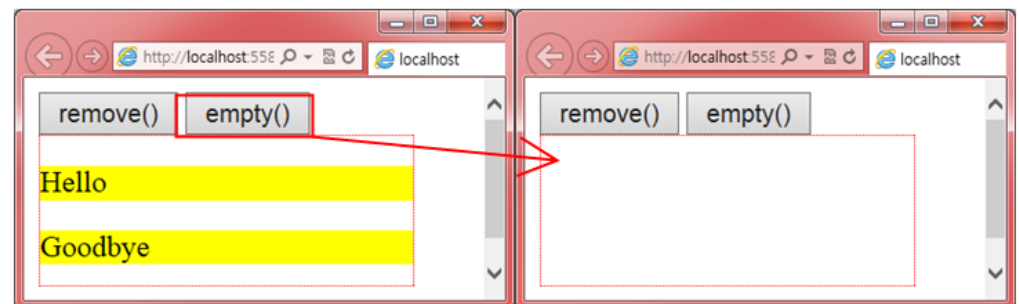 http://localhost:558
localhost
remove() empty()
Hello
Goodbye
http://localhost:558
localhost
remove() empty()